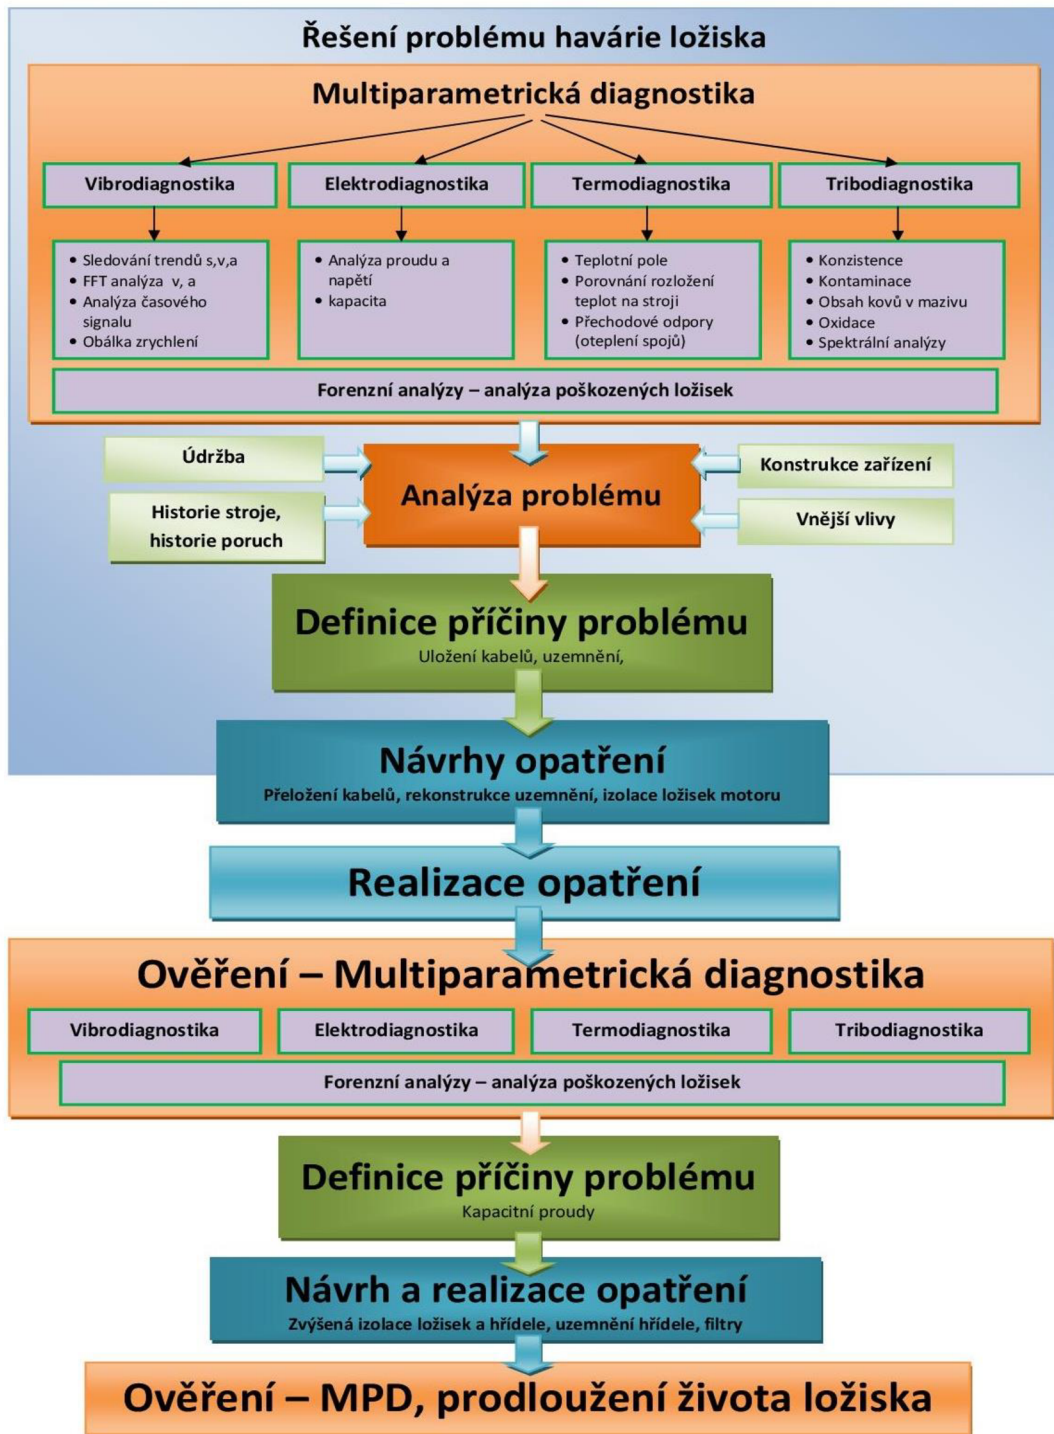 Řešení problému havárie ložiska
Multiparametrická diagnostika
Vibrodiagnostika
Elektrodiagnostika
Termodiagnostika
Tribodiagnostika
• Sledování trendů s,v,a
• FFT analýza v, a
• Analýza časového
signalu
• Obálka zrychlení
• Analýza proudu a
napětí
• kapacita
• Teplotní pole
• Porovnání rozložení
teplot na stroji
• Přechodové odpory
(oteplení spojů)
• Konzistence
• Kontaminace
• Obsah kovů v mazivu
• Oxidace
• Spektrální analýzy
Forenzní analýzy – analýza poškozených ložisek
Údržba
Historie stroje,
historie poruch
Analýza problému
Konstrukce zařízení
Vnější vlivy
Definice příčiny problému
Uložení kabelů, uzemnění,
Návrhy opatření
Přeložení kabelů, rekonstrukce uzemnění, izolace ložisek motoru
Realizace opatření
Ověření – Multiparametrická diagnostika
Vibrodiagnostika
Elektrodiagnostika
Termodiagnostika
Tribodiagnostika
Forenzní analýzy – analýza poškozených ložisek
Definice příčiny problému
Kapacitní proudy
Návrh a realizace opatření
Zvýšená izolace ložisek a hřídele, uzemnění hřídele, filtry
Ověření – MPD, prodloužení života ložiska